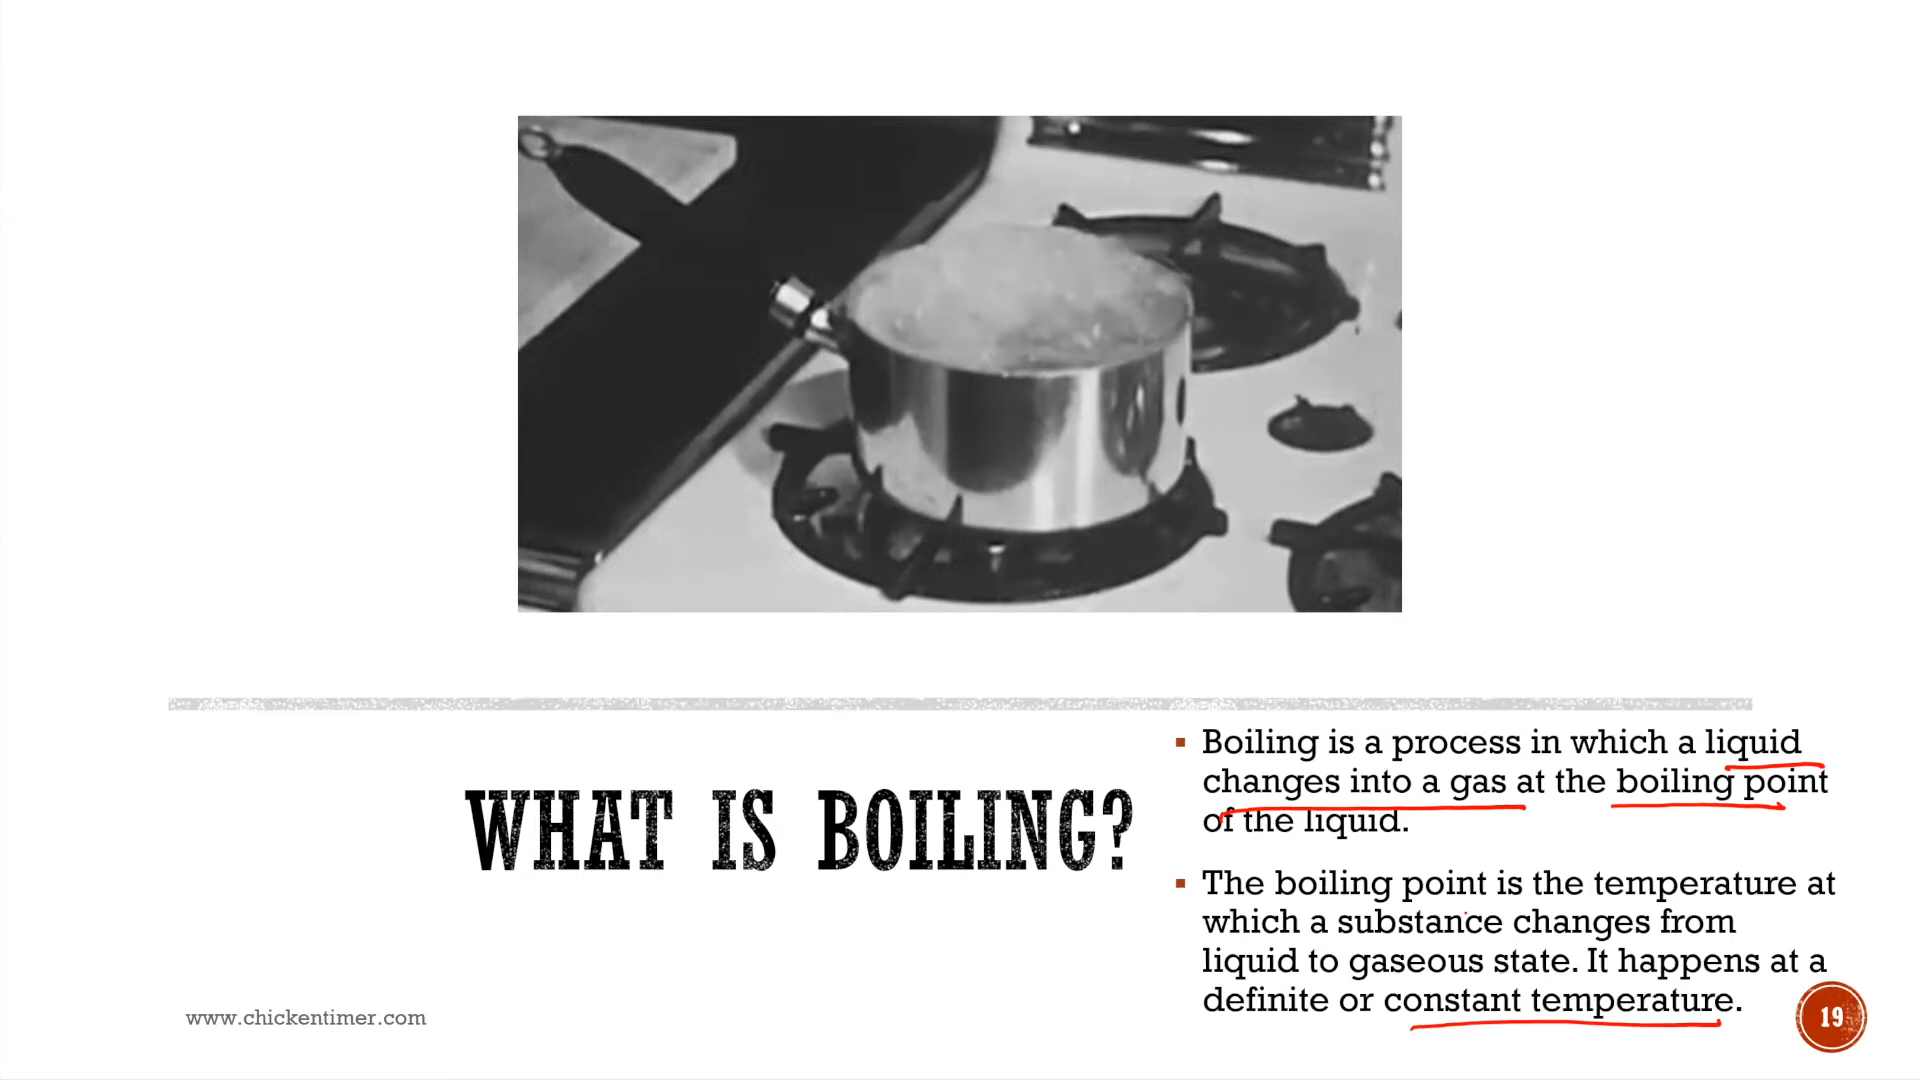 WHAT IS BOILING?
▪ Boiling is a process in which a liquid
changes into a gas at the boiling point
of the liquid.
▪ The boiling point is the temperature at
which a substance changes from
liquid to gaseous state. It happens at a
definite or constant temperature.
www.chickentimer.com
19